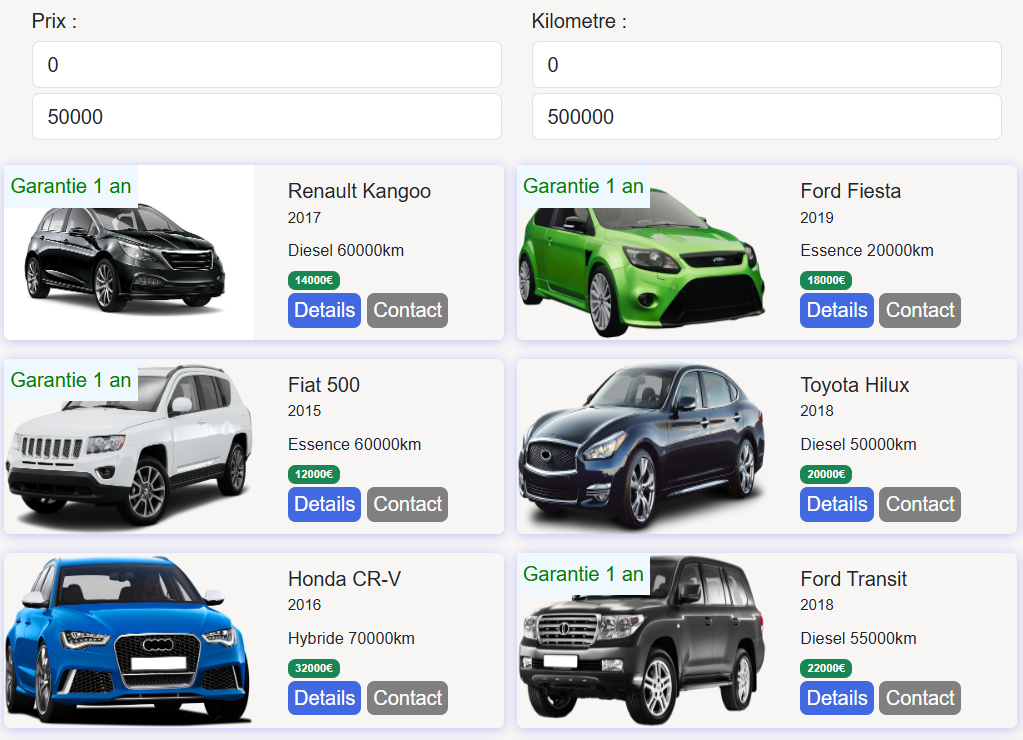 Prix :
0
50000
Kilometre :
0
500000
Garantie 1 an
Renault Kangoo
2017
Diesel 60000km
14000€
Details Contact
Garantie 1 an
Ford Fiesta
2019
Essence 20000km
18000€
Details Contact
Garantie 1 an
Fiat 500
2015
Essence 60000km
12000€
Details Contact
Toyota Hilux
2018
Diesel 50000km
20000€
Details Contact
Honda CR-V
2016
Hybride 70000km
32000€
Details Contact
Garantie 1 an
Ford Transit
2018
Diesel 55000km
22000€
Details Contact